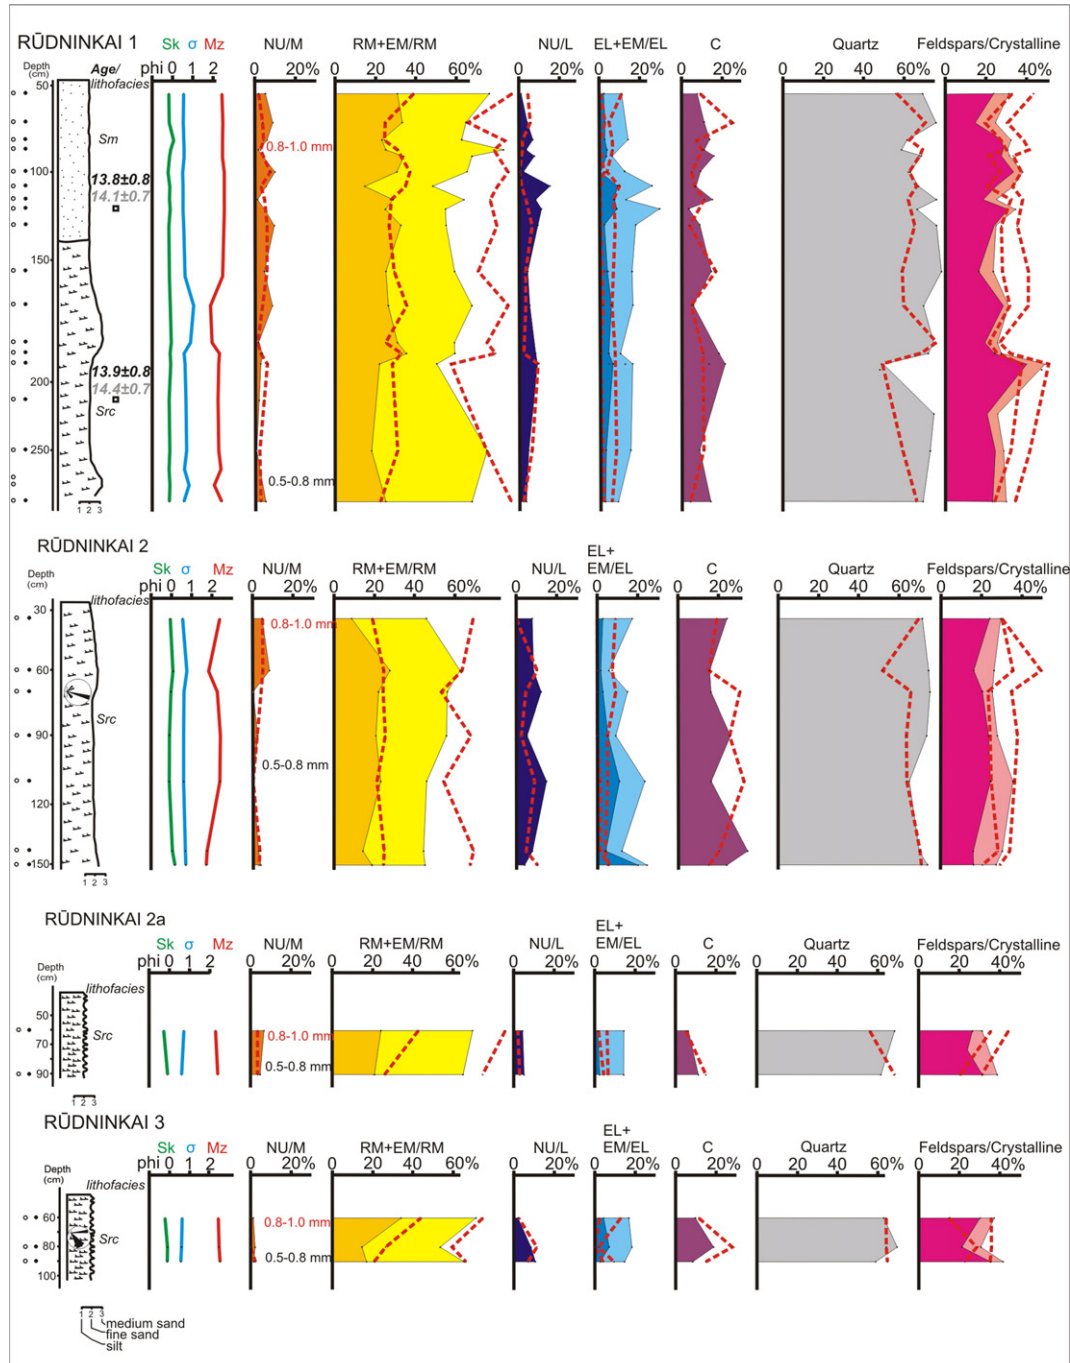 RŪDNINKAI 1
Sk σ Mz NU/M RM+EM/RM NU/L EL+EM/EL C Quartz Feldspars/Crystalline
Depth (cm) Age/ lithofacies phi 0 1 2 0 20% 0 20 40 60% 0 20% 0 20% 0 20% 0 20 40 60% 0 20 40%
50
0.8-1.0 mm
Sm
100
13.8±0.8
14.1±0.7
150
13.9±0.8
200
14.4±0.7
Src
250
0.5-0.8 mm
1 2 3
RŪDNINKAI 2
Sk σ Mz NU/M RM+EM/RM NU/L EL+ EM/EL C Quartz Feldspars/Crystalline
Depth (cm) phi 0 1 2 0 20% 0 20 40 60% 0 20% 0 20% 0 20% 0 20 40 60% 0 20 40%
lithofacies
30
0.8-1.0 mm
60
Src
90
0.5-0.8 mm
120
150
1 2 3
RŪDNINKAI 2a
Sk σ Mz NU/M RM+EM/RM NU/L EL+ EM/EL C Quartz Feldspars/Crystalline
Depth (cm) phi 0 1 2 0 20% 0 20 40 60% 0 20% 0 20% 0 20% 0 20 40 60% 0 20 40%
lithofacies
50
Src
0.8-1.0 mm
70
0.5-0.8 mm
90
1 2 3
RŪDNINKAI 3
Sk σ Mz NU/M RM+EM/RM NU/L EL+ EM/EL C Quartz Feldspars/Crystalline
Depth (cm) phi 0 1 2 0 20% 0 20 40 60% 0 20% 0 20% 0 20% 0 20 40 60% 0 20 40%
lithofacies
60
0.8-1.0 mm
Src
80
0.5-0.8 mm
100
1 2 3
medium sand
fine sand
silt